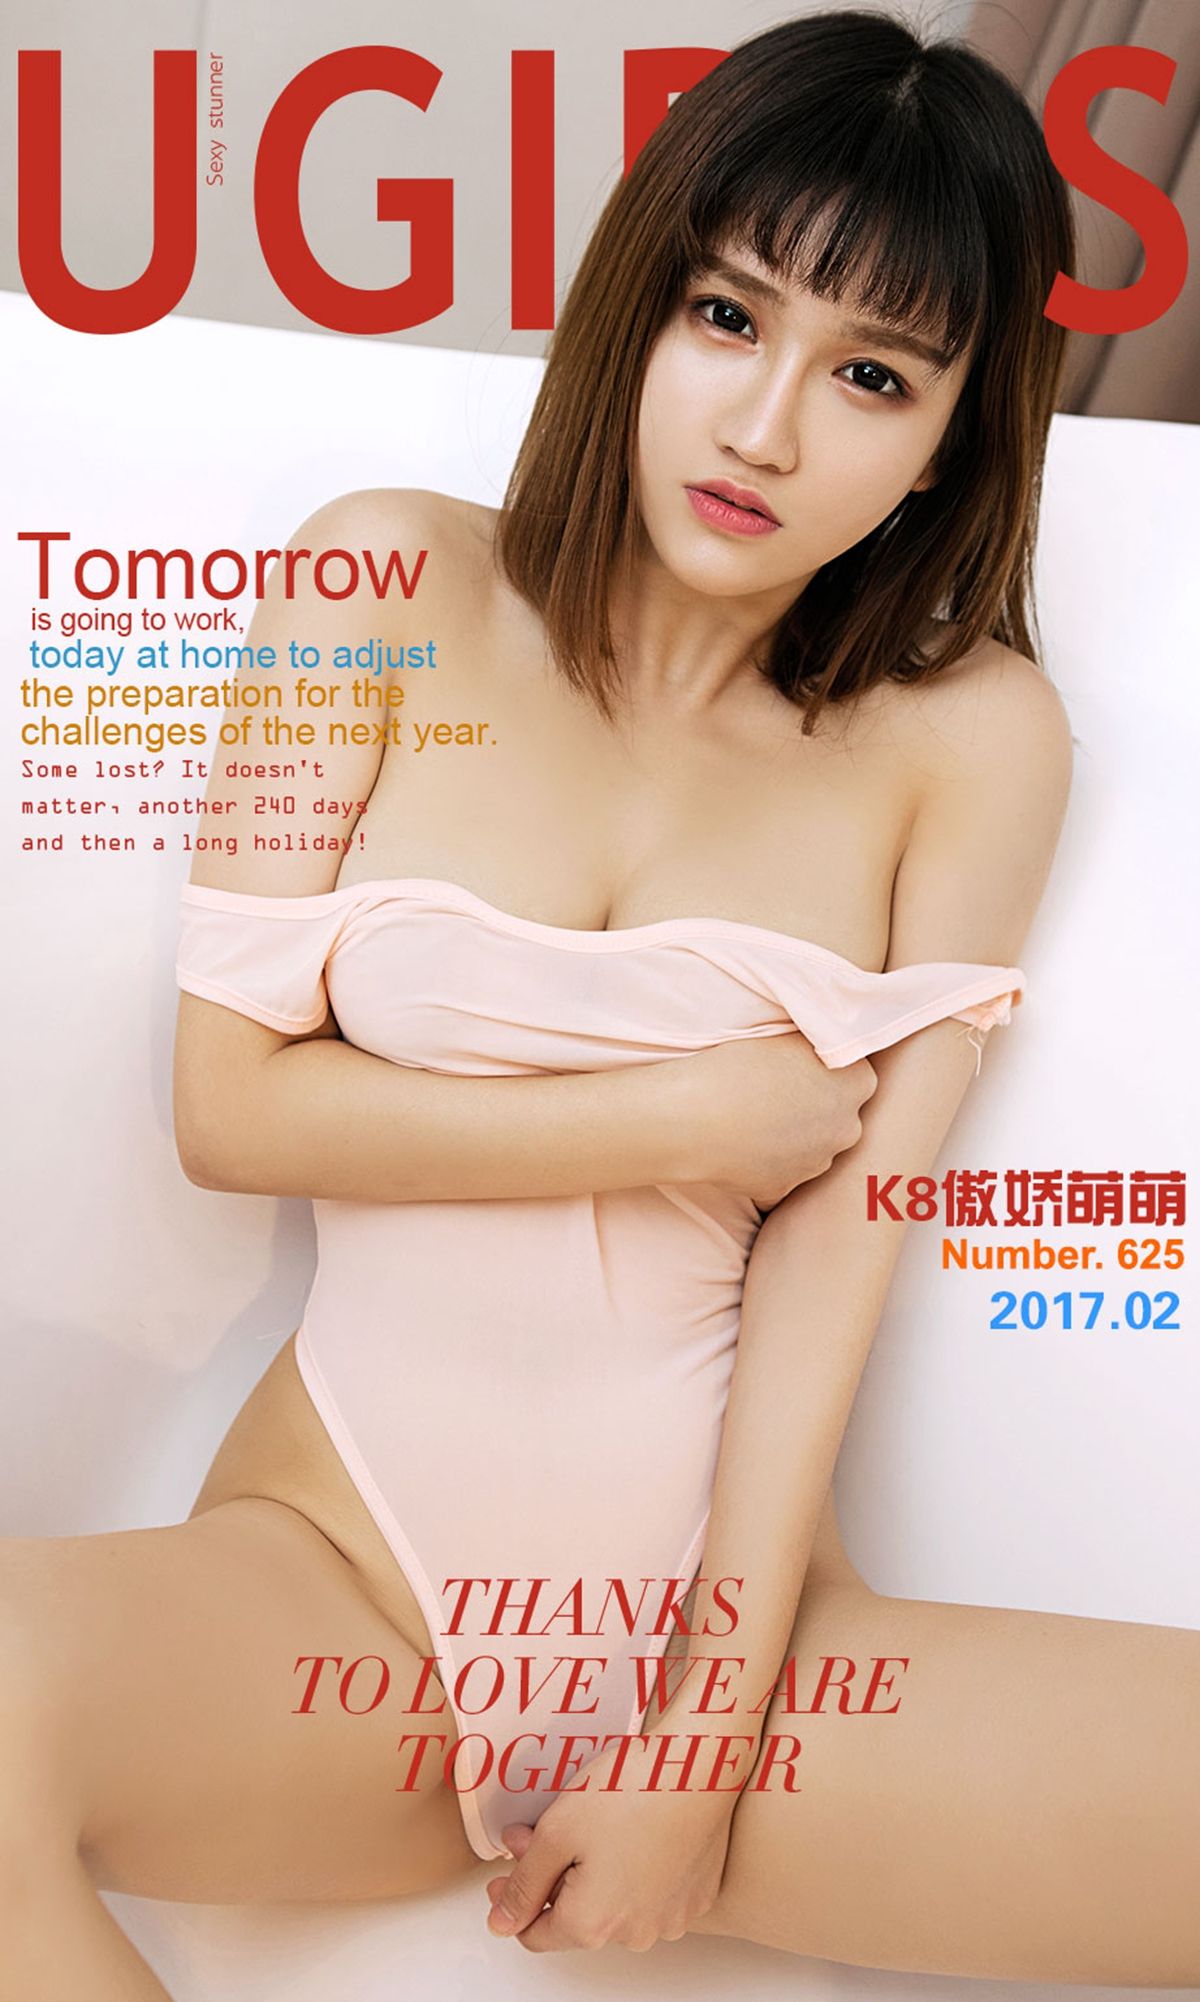 UGIRLS
Sexy stunner
Tomorrow
is going to work,
today at home to adjust
the preparation for the
challenges of the next year.
Some lost? It doesn't
matter, another 240 days
and then a long holiday!
K8傲娇萌萌
Number. 625
2017.02
THANKS
TO LOVE WE ARE
TOGETHER